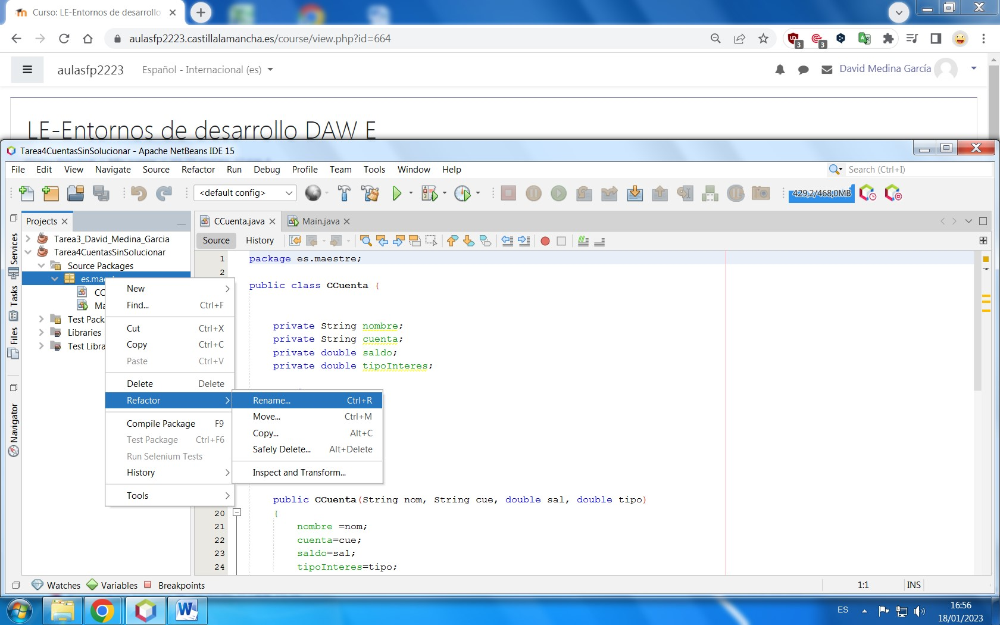 Curso: LE-Entornos de desarrollo
aulasfp2223.castillalamancha.es/course/view.php?id=664
3
3
aulasfp2223
Español - Internacional (es)
David Medina García
LE-Entornos de desarrollo DAW E
Tarea4CuentasSinSolucionar - Apache NetBeans IDE 15
File Edit View Navigate Source Refactor Run Debug Profile Team Tools Window Help
Search (Ctrl+I)
<default config>
429,2/468,0MB
Projects
CCuenta.java
Main.java
Source History
Services
Tasks
Files
Navigator
Tarea3_David_Medina_Garcia
Tarea4CuentasSinSolucionar
Source Packages
es.mae
CC
Ma
Test Pack
Libraries
Test Libra
New
Find... Ctrl+F
Cut Ctrl+X
Copy Ctrl+C
Paste Ctrl+V
Delete Delete
Refactor
Compile Package F9
Test Package Ctrl+F6
Run Selenium Tests
History
Tools
Rename... Ctrl+R
Move... Ctrl+M
Copy... Alt+C
Safely Delete... Alt+Delete
Inspect and Transform...
1 package es.maestre;
2
public class CCuenta {
private String nombre;
private String cuenta;
private double saldo;
private double tipoInteres;
public CCuenta(String nom, String cue, double sal, double tipo)
20 {
21 nombre =nom;
22 cuenta=cue;
23 saldo=sal;
24 tipoInteres=tipo;
Watches Variables Breakpoints
1:1 INS
ES
16:56
18/01/2023